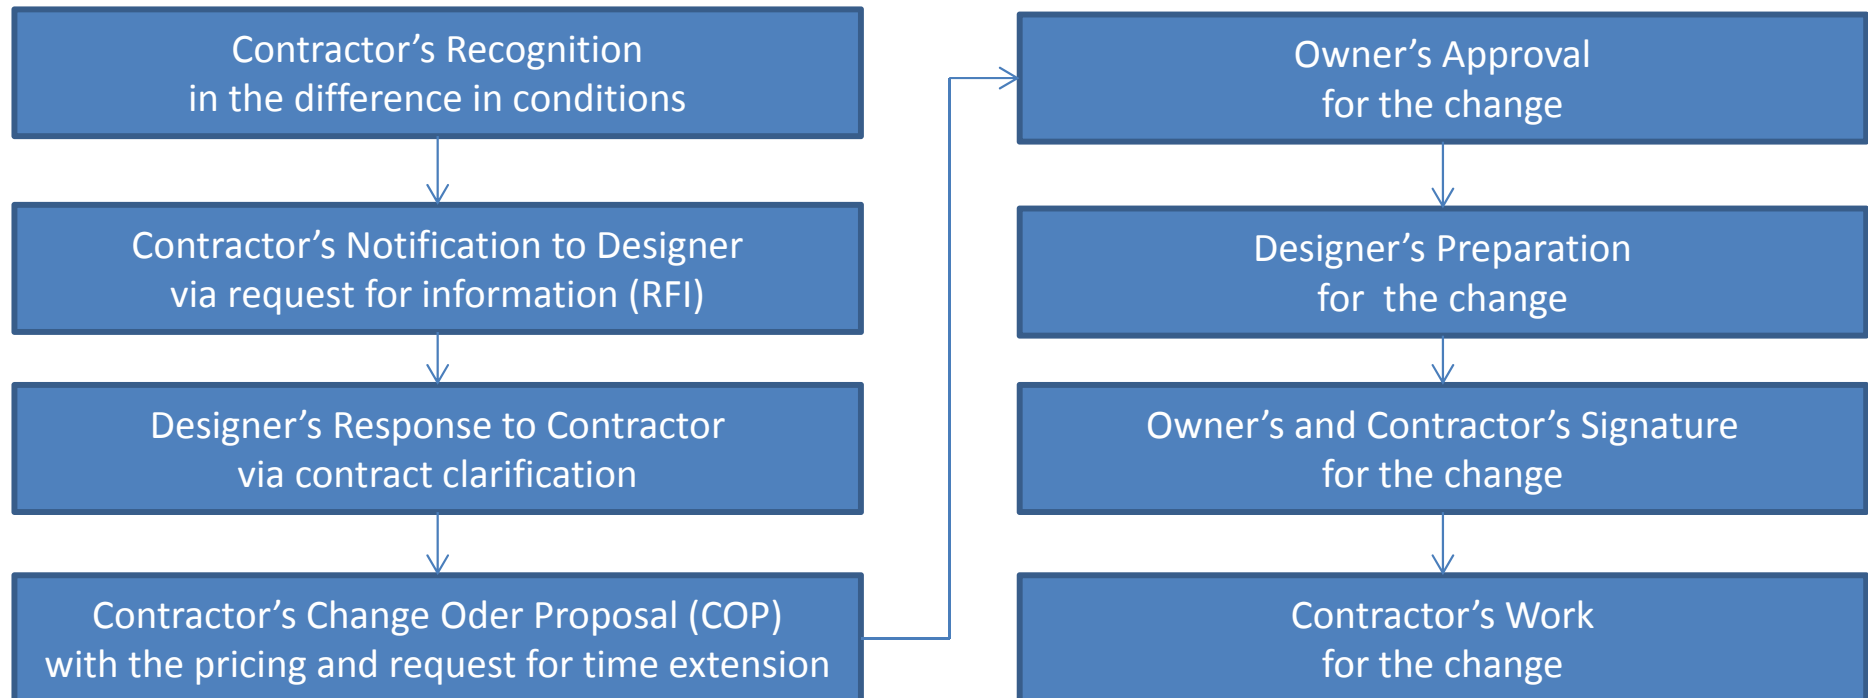 Contractor’s Recognition
in the difference in conditions
Contractor’s Notification to Designer
via request for information (RFI)
Designer’s Response to Contractor
via contract clarification
Contractor’s Change Oder Proposal (COP)
with the pricing and request for time extension
Owner’s Approval
for the change
Designer’s Preparation
for  the change
Owner’s and Contractor’s Signature
for the change
Contractor’s Work
for the change